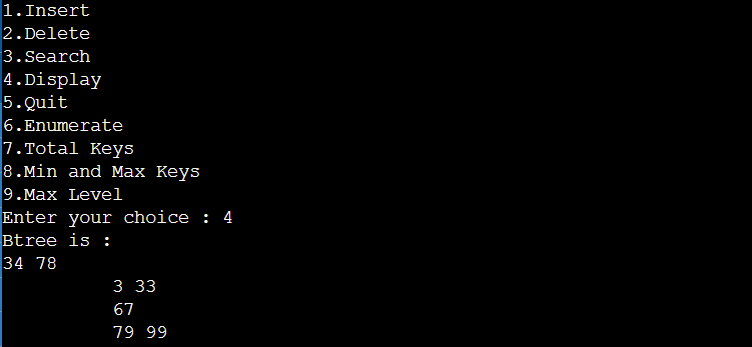 1.Insert
2.Delete
3.Search
4.Display
5.Quit
6.Enumerate
7.Total Keys
8.Min and Max Keys
9.Max Level
Enter your choice : 4
Btree is :
34 78
3 33
67
79 99